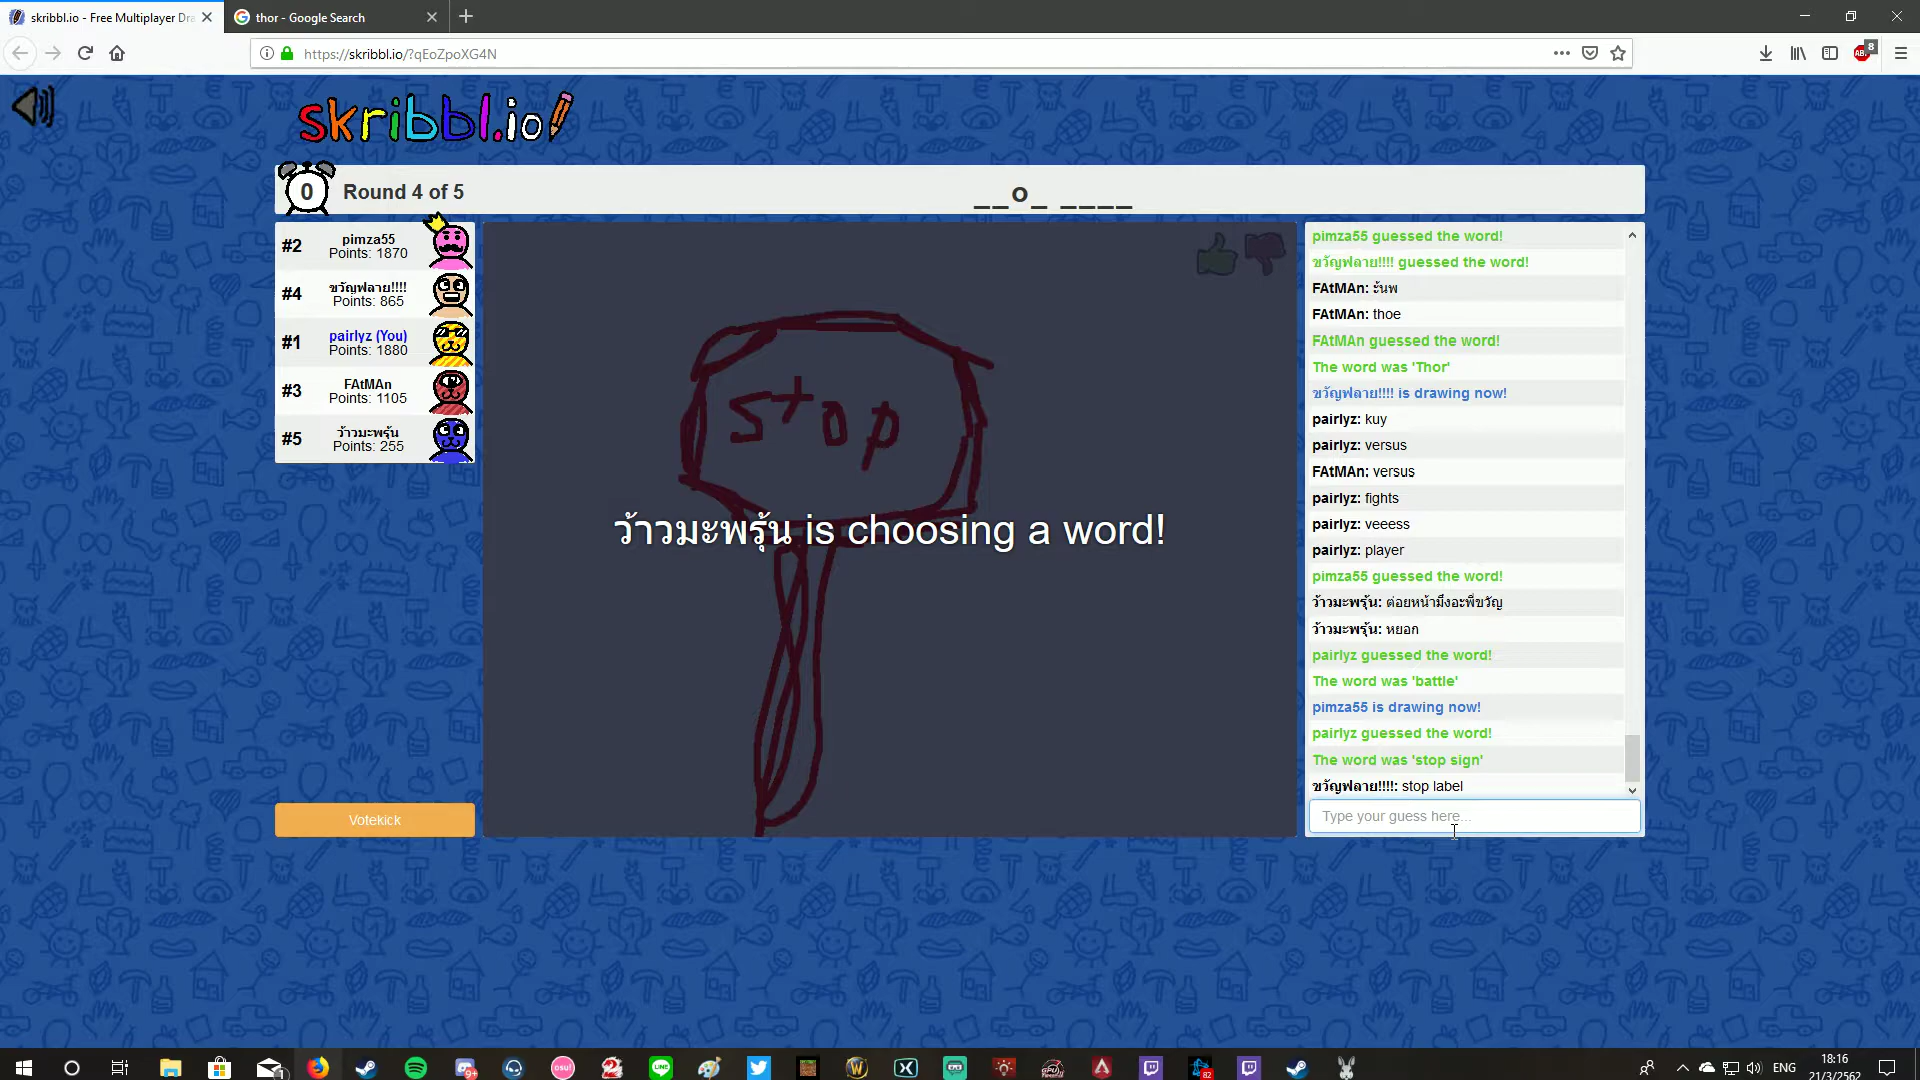 skribbl.io - Free Multiplayer Dra
thor - Google Search
https://skribbl.io/?qEoZpoXG4N
8
skribbl.io
0
Round 4 of 5
__o_ ____
#2
pimza55
Points: 1870
#4
ขวัญฟลาย!!!!
Points: 865
#1
pairlyz (You)
Points: 1880
#3
FAtMAn
Points: 1105
#5
ว้าวมะพรุ้น
Points: 255
Votekick
stop
ว้าวมะพรุ้น is choosing a word!
pimza55 guessed the word!
ขวัญฟลาย!!!! guessed the word!
FAtMAn: ะ้นพ
FAtMAn: thoe
FAtMAn guessed the word!
The word was 'Thor'
ขวัญฟลาย!!!! is drawing now!
pairlyz: kuy
pairlyz: versus
FAtMAn: versus
pairlyz: fights
pairlyz: veeess
pairlyz: player
pimza55 guessed the word!
ว้าวมะพรุ้น: ต่อยหน้ามึงอะพี่ขวัญ
ว้าวมะพรุ้น: หยอก
pairlyz guessed the word!
The word was 'battle'
pimza55 is drawing now!
pairlyz guessed the word!
The word was 'stop sign'
ขวัญฟลาย!!!!: stop label
Type your guess here...
ENG
18:16
21/3/2562